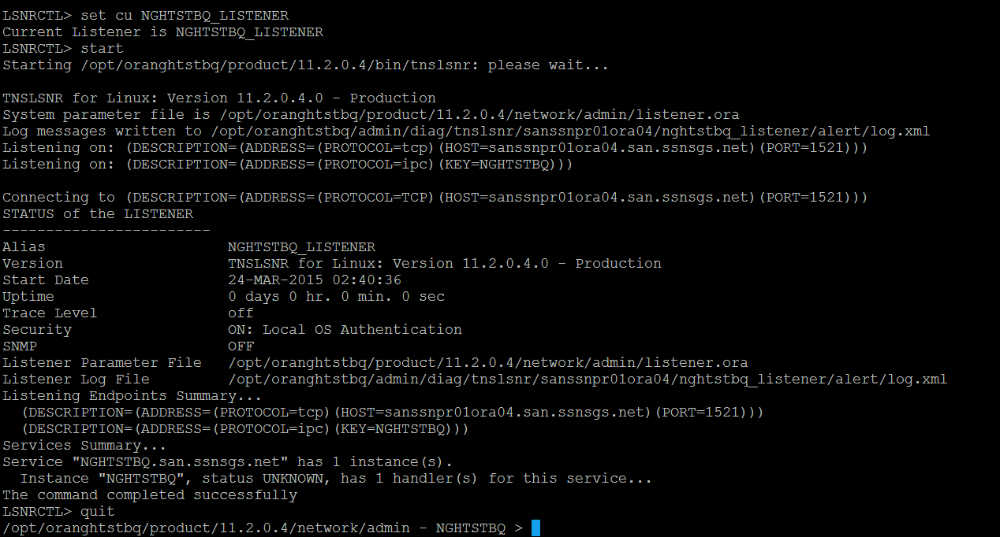 LSNRCTL> set cu NGHTSTBQ_LISTENER
Current Listener is NGHTSTBQ_LISTENER
LSNRCTL> start
Starting /opt/oranghtstbq/product/11.2.0.4/bin/tnslsnr: please wait...
TNSLSNR for Linux: Version 11.2.0.4.0 - Production
System parameter file is /opt/oranghtstbq/product/11.2.0.4/network/admin/listener.ora
Log messages written to /opt/oranghtstbq/admin/diag/tnslsnr/sanssnpr01ora04/nghtstbq_listener/alert/log.xml
Listening on: (DESCRIPTION=(ADDRESS=(PROTOCOL=tcp)(HOST=sanssnpr01ora04.san.ssnsgs.net)(PORT=1521)))
Listening on: (DESCRIPTION=(ADDRESS=(PROTOCOL=ipc)(KEY=NGHTSTBQ)))
Connecting to (DESCRIPTION=(ADDRESS=(PROTOCOL=TCP)(HOST=sanssnpr01ora04.san.ssnsgs.net)(PORT=1521)))
STATUS of the LISTENER
------------------------
Alias                     NGHTSTBQ_LISTENER
Version                   TNSLSNR for Linux: Version 11.2.0.4.0 - Production
Start Date                24-MAR-2015 02:40:36
Uptime                    0 days 0 hr. 0 min. 0 sec
Trace Level               off
Security                  ON: Local OS Authentication
SNMP                      OFF
Listener Parameter File   /opt/oranghtstbq/product/11.2.0.4/network/admin/listener.ora
Listener Log File         /opt/oranghtstbq/admin/diag/tnslsnr/sanssnpr01ora04/nghtstbq_listener/alert/log.xml
Listening Endpoints Summary...
  (DESCRIPTION=(ADDRESS=(PROTOCOL=tcp)(HOST=sanssnpr01ora04.san.ssnsgs.net)(PORT=1521)))
  (DESCRIPTION=(ADDRESS=(PROTOCOL=ipc)(KEY=NGHTSTBQ)))
Services Summary...
Service "NGHTSTBQ.san.ssnsgs.net" has 1 instance(s).
  Instance "NGHTSTBQ", status UNKNOWN, has 1 handler(s) for this service...
The command completed successfully
LSNRCTL> quit
/opt/oranghtstbq/product/11.2.0.4/network/admin - NGHTSTBQ >